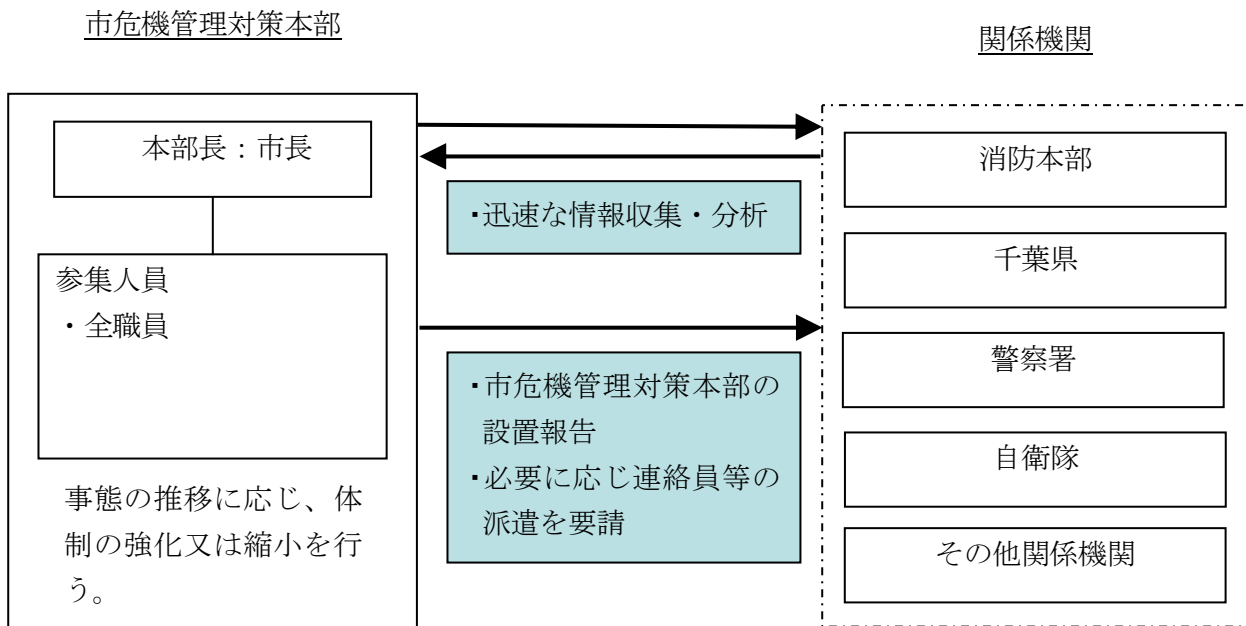 市危機管理対策本部
関係機関
本部長：市長
参集人員
・全職員
事態の推移に応じ、体
制の強化又は縮小を行
う。
・迅速な情報収集・分析
・市危機管理対策本部の
設置報告
・必要に応じ連絡員等の
派遣を要請
消防本部
千葉県
警察署
自衛隊
その他関係機関